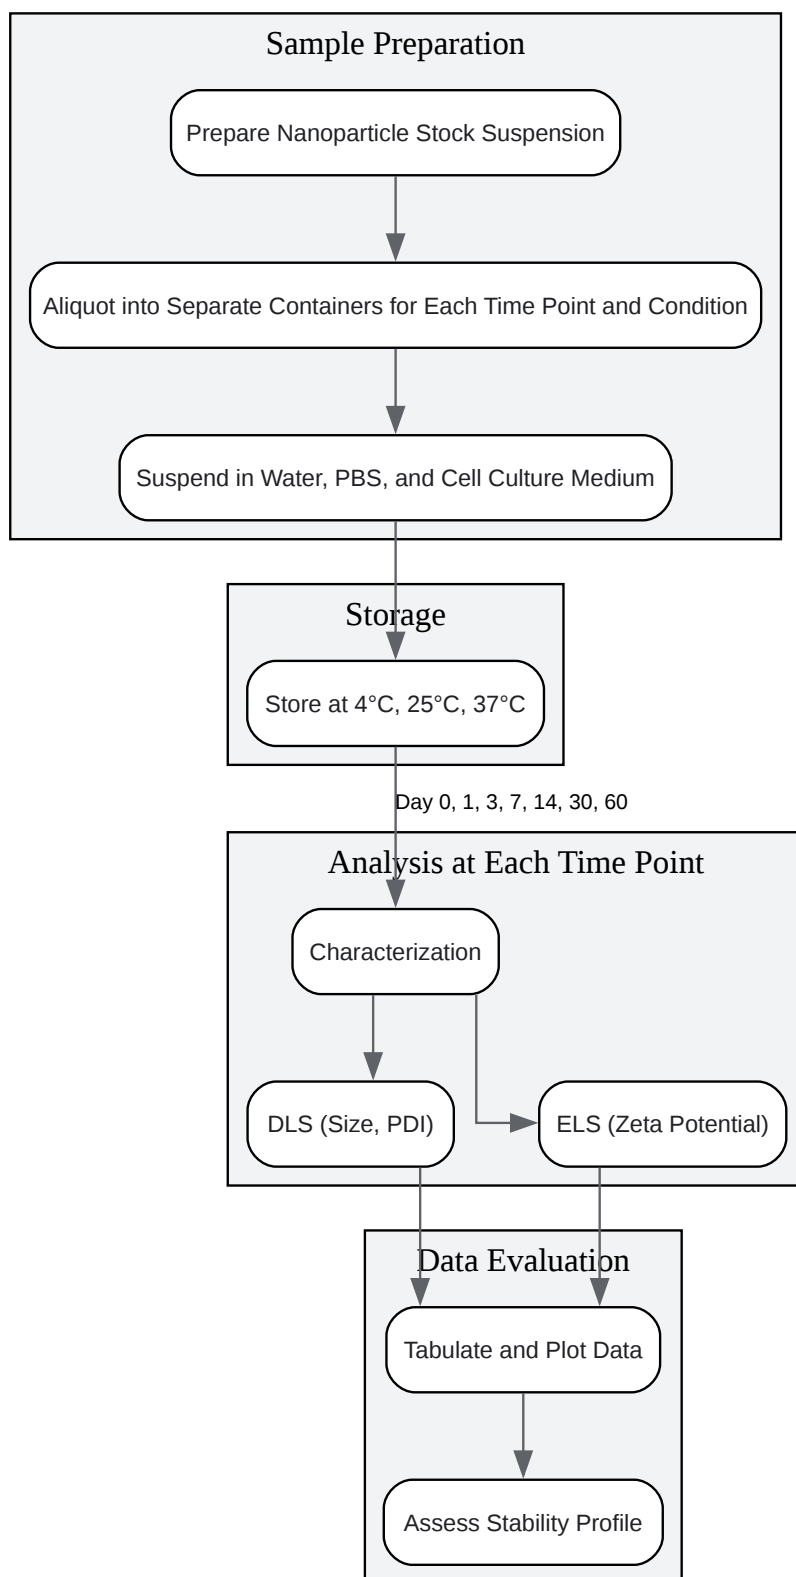 Sample Preparation
Prepare Nanoparticle Stock Suspension
Aliquot into Separate Containers for Each Time Point and Condition
Suspend in Water, PBS, and Cell Culture Medium
Storage
Store at 4°C, 25°C, 37°C
Day 0, 1, 3, 7, 14, 30, 60
Analysis at Each Time Point
Characterization
DLS (Size, PDI)
ELS (Zeta Potential)
Data Evaluation
Tabulate and Plot Data
Assess Stability Profile